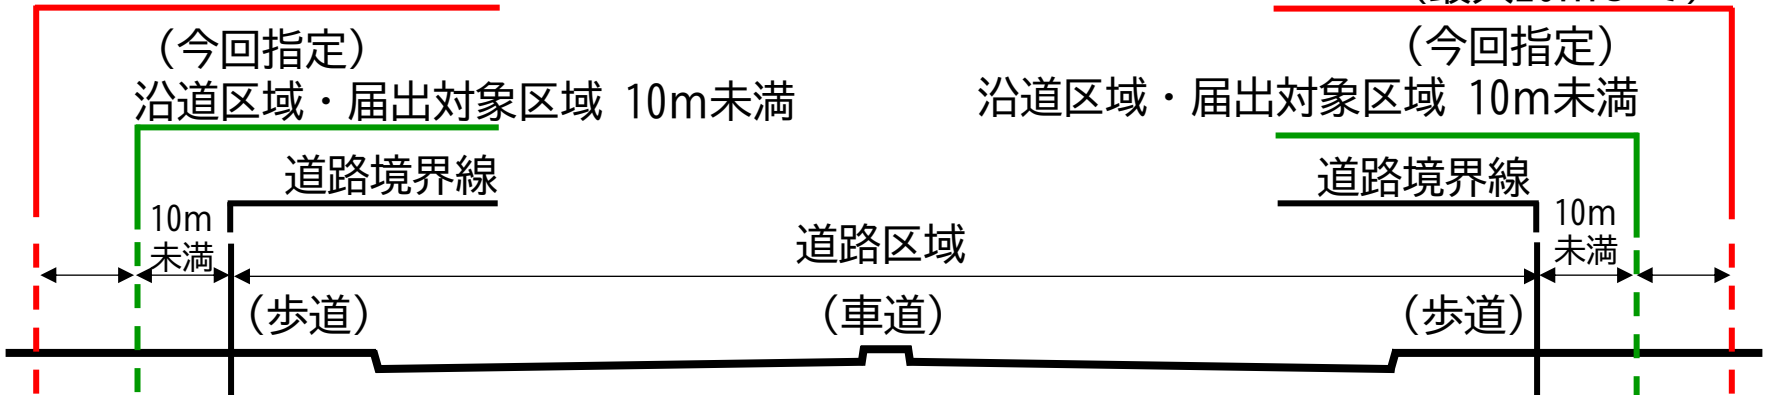 （今回指定）
沿道区域・届出対象区域 10m未満
（今回指定）
沿道区域・届出対象区域 10m未満
道路境界線
道路境界線
10m
未満
道路区域
10m
未満
（歩道）
（車道）
（歩道）